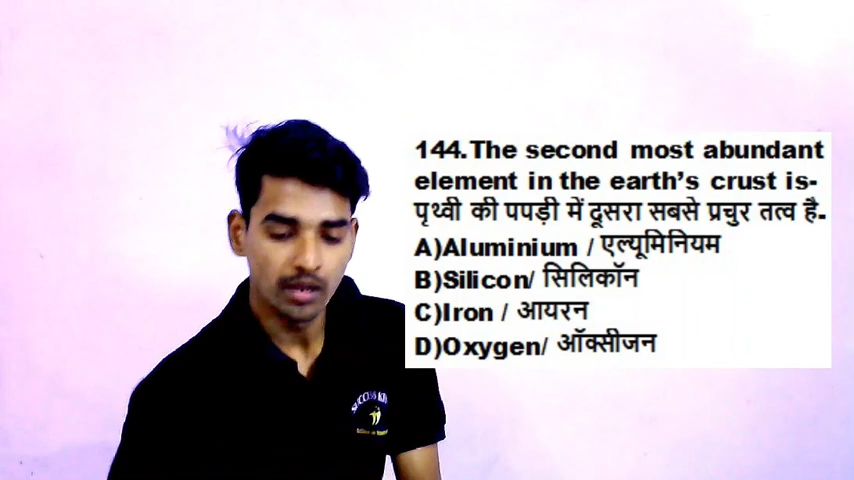 144.The second most abundant
element in the earth's crust is-
पृथ्वी की पपड़ी में दूसरा सबसे प्रचुर तत्व है-
A)Aluminium / एल्यूमिनियम
B)Silicon/ सिलिकॉन
C)Iron / आयरन
D)Oxygen/ ऑक्सीजन
SUCCESS